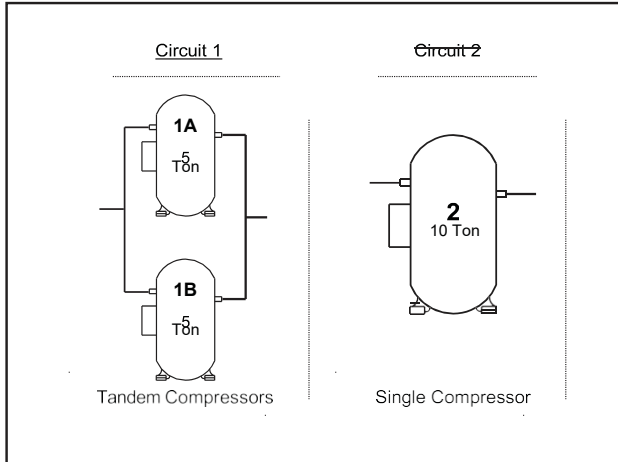 Circuit 1
Circuit 2
1A
5
Ton
1B
5
Ton
2
10 Ton
Tandem Compressors
Single Compressor